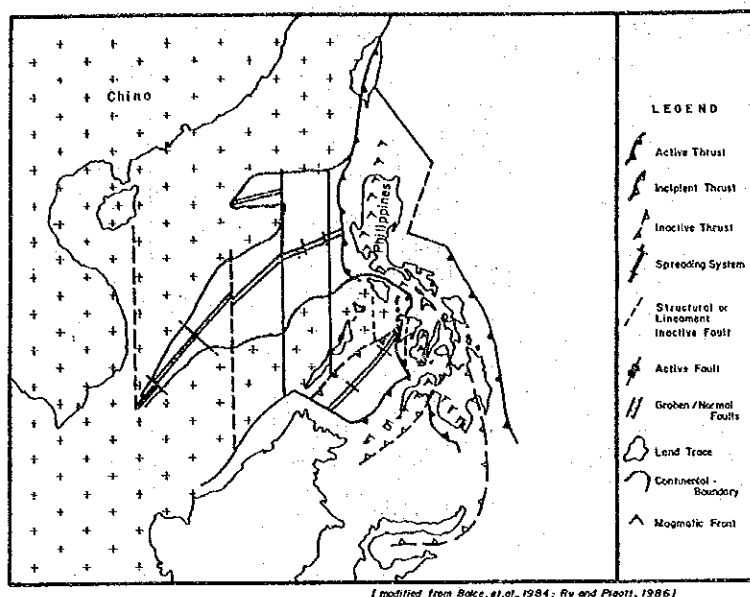 Chino
Philippines
LEGEND
Active Thrust
Incipient Thrust
Inactive Thrust
Spreading System
Structural or
Lineament
Inactive Fault
Active Fault
Graben/Normal
Faults
Land Trace
Continental -
Boundary
Magmatic Front
[modified from Balce, et.al., 1984; Ru and Pigott, 1986]